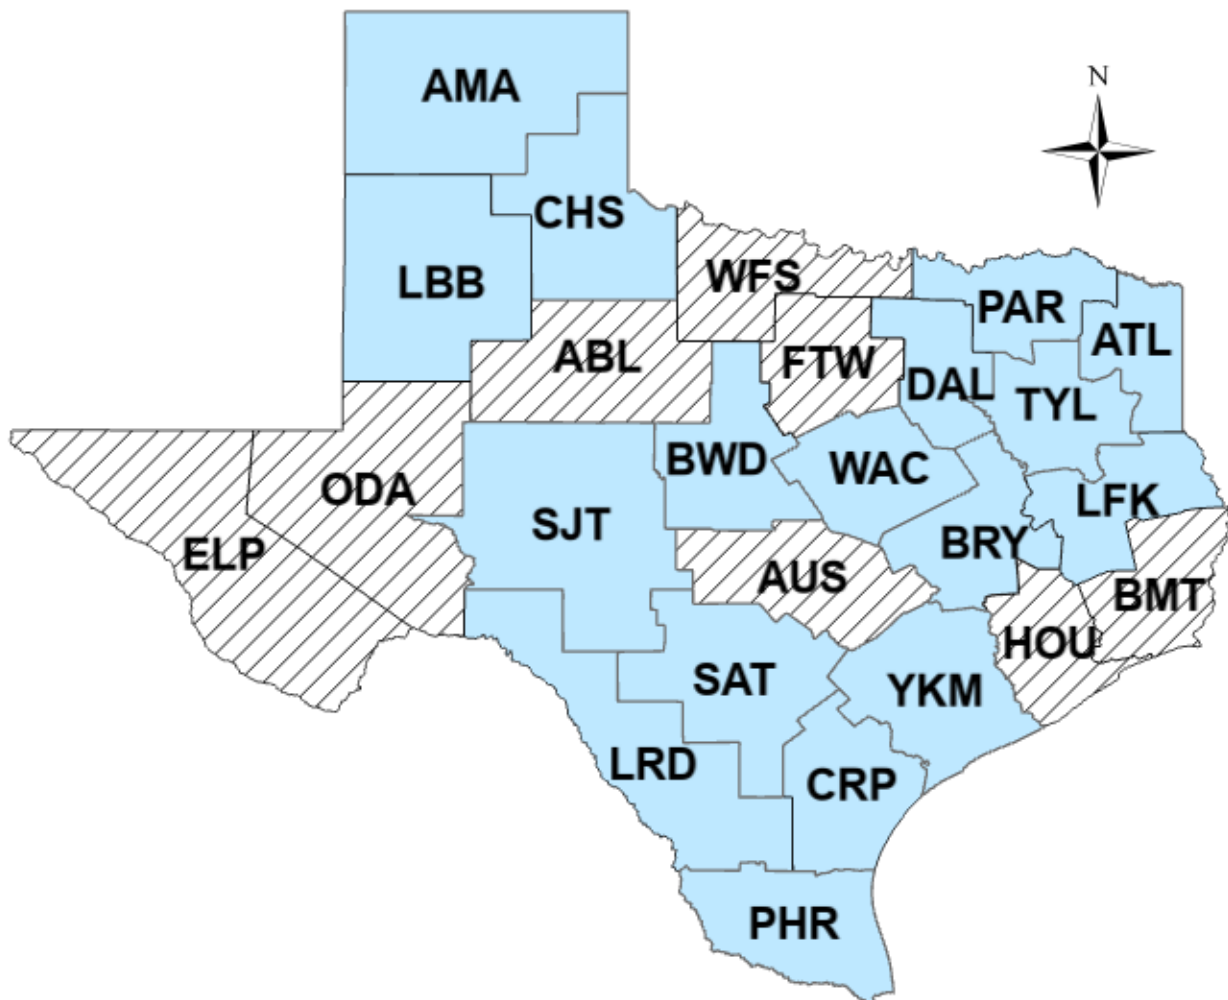 N
AMA
CHS
LBB
WFS
PAR
ATL
ABL
FTW
DAL
TYL
BWD
WAC
ODA
LFK
SJT
BRY
ELP
AUS
BMT
HOU
SAT
YKM
LRD
CRP
PHR